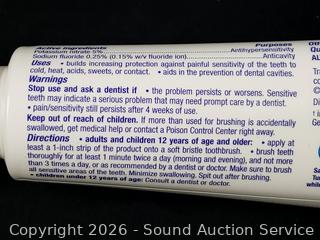 Active ingredients Purposes
Potassium nitrate 5% Antihypersensitivity
Sodium fluoride 0.25% (0.15% w/v fluoride ion) Anticavity
Uses • builds increasing protection against painful sensitivity of the teeth to
cold, heat, acids, sweets, or contact. • aids in the prevention of dental cavities.
Warnings
Stop use and ask a dentist if • the problem persists or worsens. Sensitive
teeth may indicate a serious problem that may need prompt care by a dentist.
• pain/sensitivity still persists after 4 weeks of use.
Keep out of reach of children. If more than used for brushing is accidentally
swallowed, get medical help or contact a Poison Control Center right away.
Directions • adults and children 12 years of age and older: • apply at
least a 1-inch strip of the product onto a soft bristle toothbrush. • brush teeth
thoroughly for at least 1 minute twice a day (morning and evening), and not more
than 3 times a day, or as recommended by a dentist or doctor. Make sure to brush
all sensitive areas of the teeth. Minimize swallowing. Spit out after brushing.
• children under 12 years of age: Consult a dentist or doctor.
Copyright 2026 - Sun Auction Service